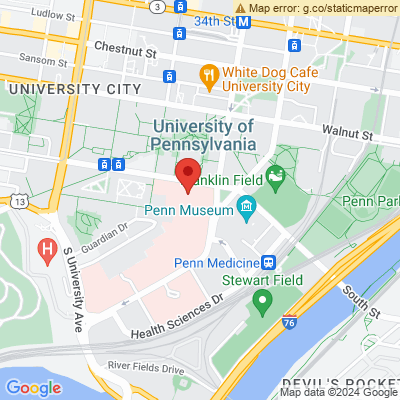 Map error: g.co/staticmaperror
Ludlow St
3
34th St
M
Chestnut St
Sansom St
White Dog Cafe
University City
UNIVERSITY CITY
Walnut St
University of
Pennsylvania
Franklin Field
13
Penn Museum
Penn Park
Guardian Dr
H
S University Ave
Penn Medicine
Stewart Field
South St
Health Sciences Dr
76
River Fields Drive
DEVIL'S POCKET
Google
Map data ©2024 Google